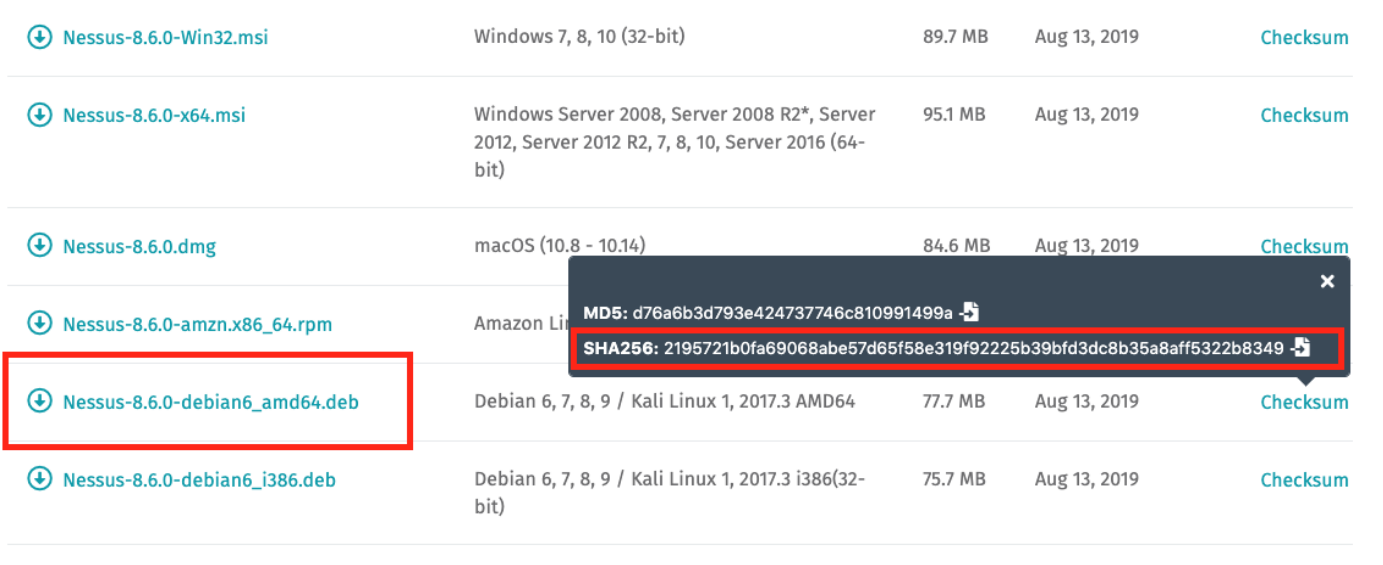 Nessus-8.6.0-Win32.msi Windows 7, 8, 10 (32-bit) 89.7 MB Aug 13, 2019 Checksum
Nessus-8.6.0-x64.msi Windows Server 2008, Server 2008 R2*, Server 95.1 MB Aug 13, 2019 Checksum
2012, Server 2012 R2, 7, 8, 10, Server 2016 (64-
bit)
Nessus-8.6.0.dmg macOS (10.8 - 10.14) 84.6 MB Aug 13, 2019 Checksum
MD5: d76a6b3d793e424737746c810991499a
Nessus-8.6.0-amzn.x86_64.rpm Amazon
SHA256: 2195721b0fa69068abe57d65f58e319f92225b39bfd3dc8b35a8aff5322b8349
Nessus-8.6.0-debian6_amd64.deb Debian 6, 7, 8, 9 / Kali Linux 1, 2017.3 AMD64 77.7 MB Aug 13, 2019 Checksum
Nessus-8.6.0-debian6_i386.deb Debian 6, 7, 8, 9 / Kali Linux 1, 2017.3 i386(32- 75.7 MB Aug 13, 2019 Checksum
bit)